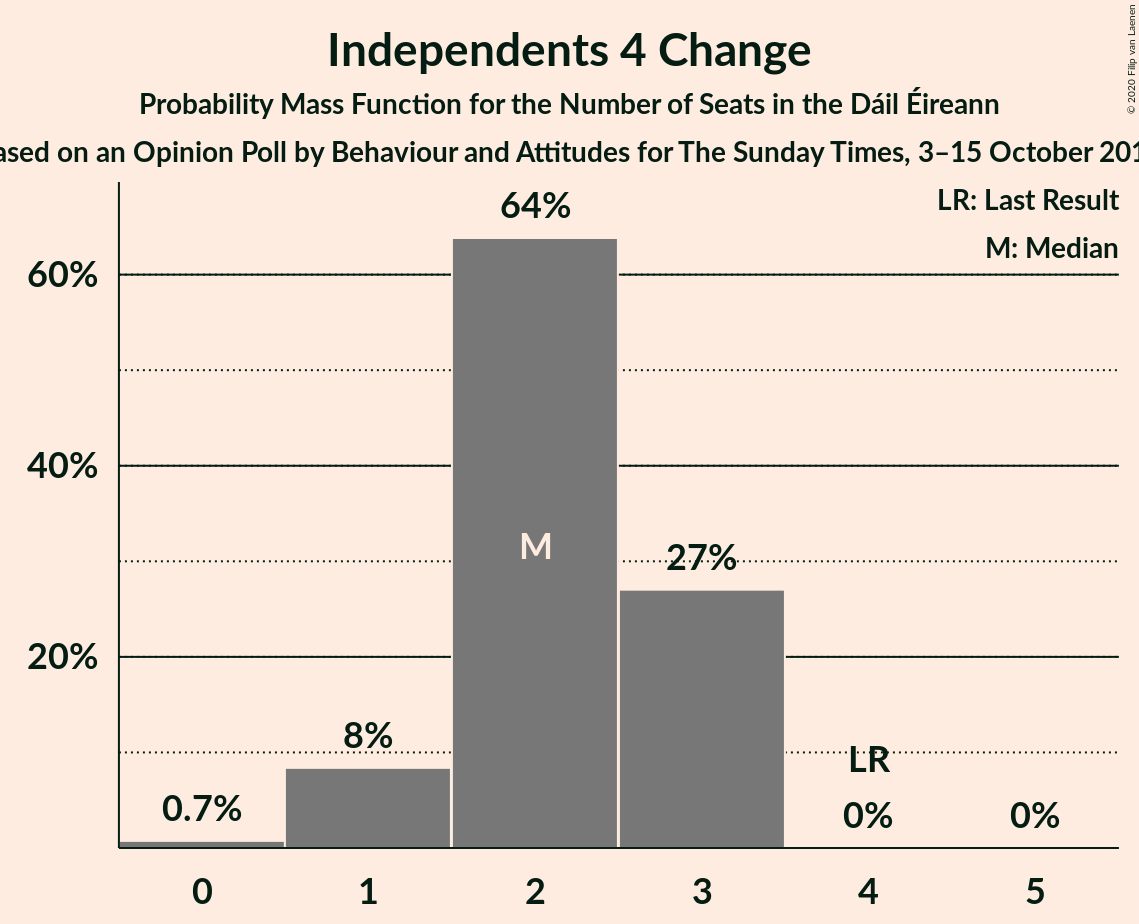 Independents 4 Change
Probability Mass Function for the Number of Seats in the Dáil Éireann
on an Opinion Poll by Behaviour and Attitudes for The Sunday Times, 3–15 October
© 2020 Filip van Laenen
LR: Last Result
M: Median
64%
60%
40%
20%
M
27%
8%
0.7%
LR
0%
0%
0 1 2 3 4 5